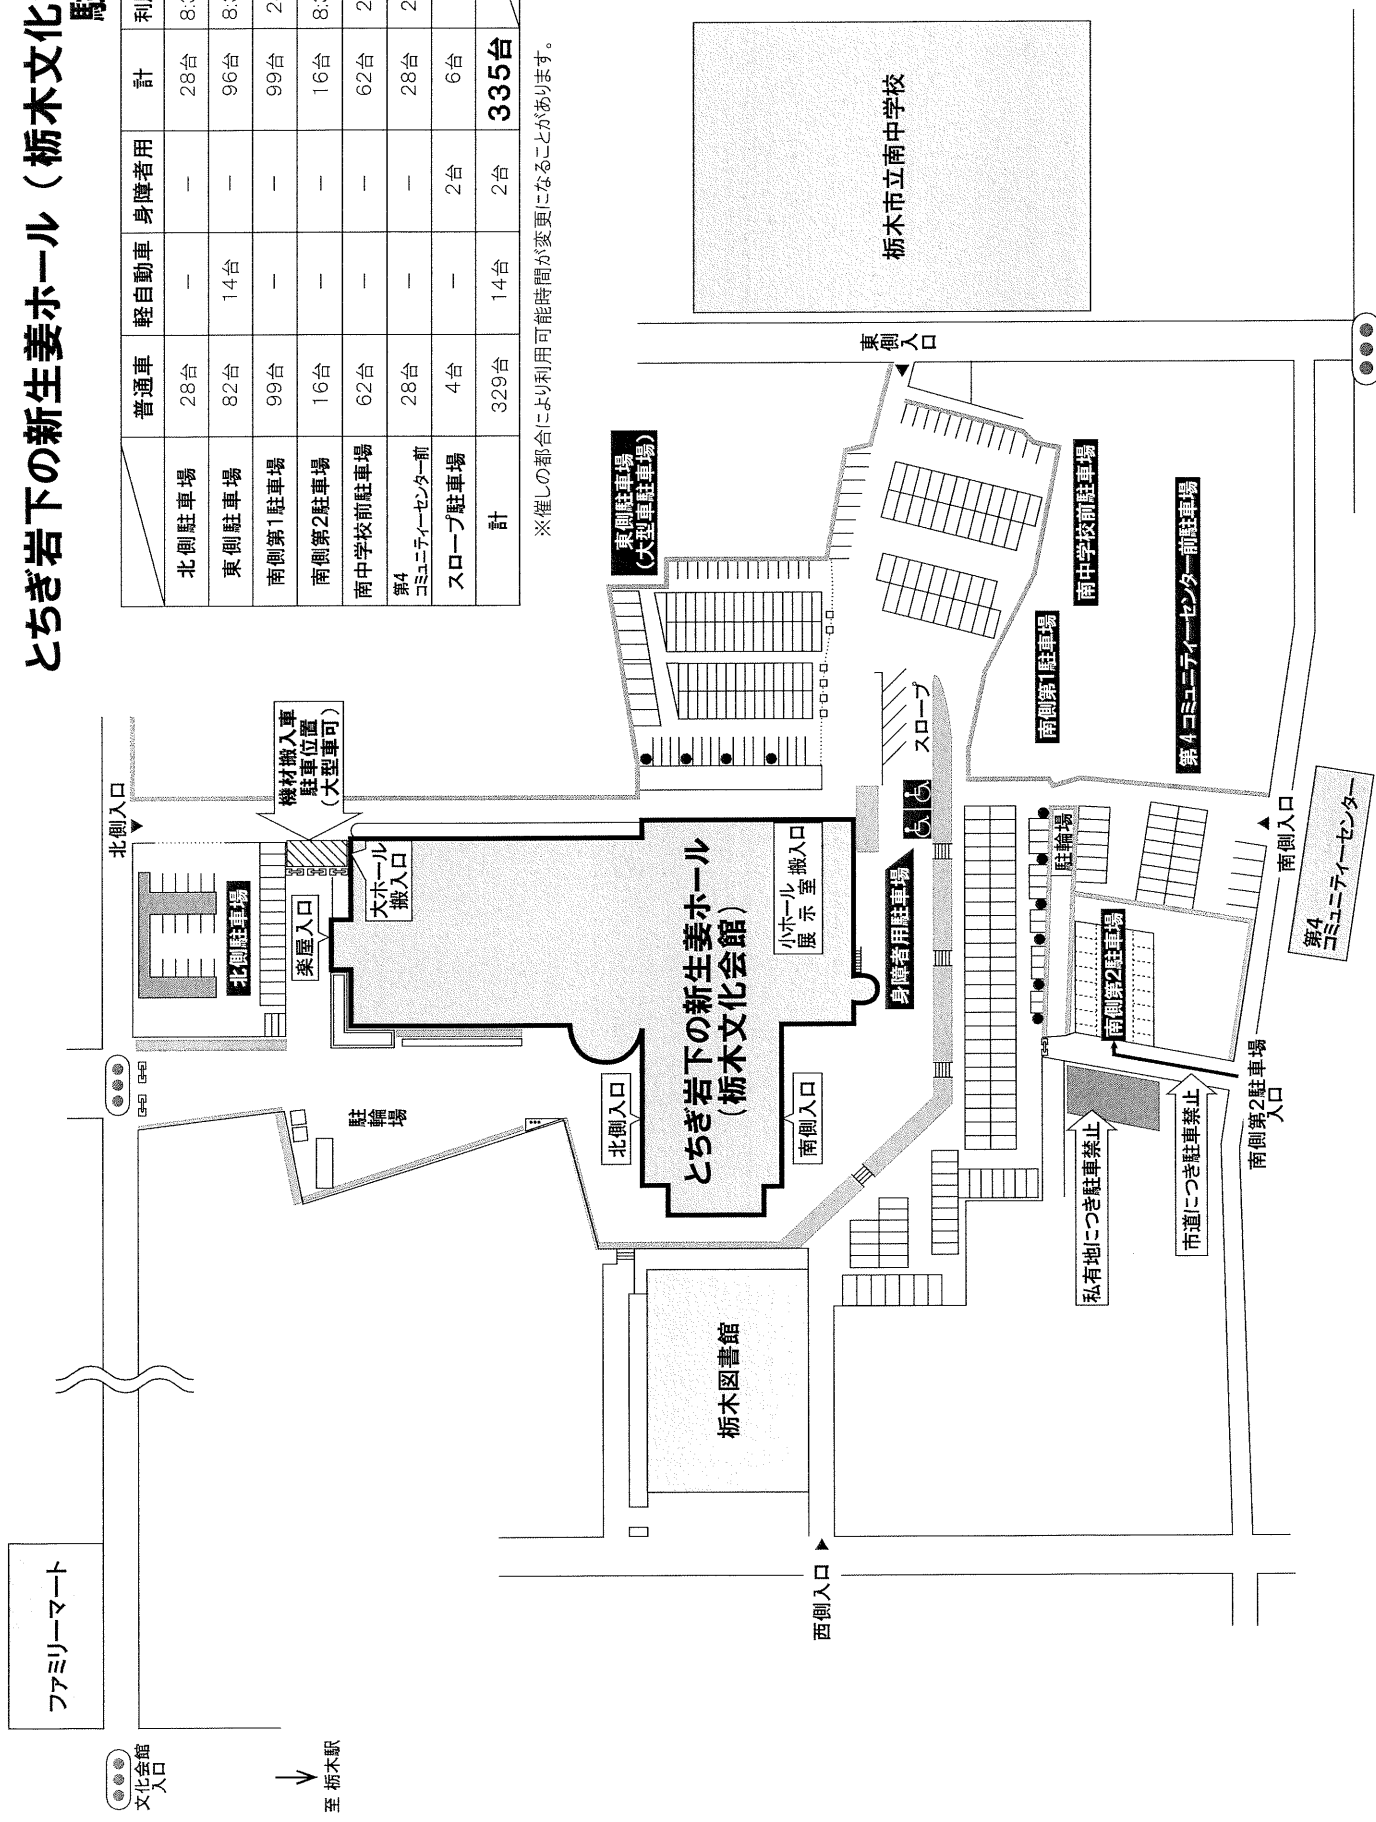 とちぎ岩下の新生姜ホール（栃木文化
駐
普通車 軽自動車 身障者用 計 利
北側駐車場 28台 － － 28台 8:
東側駐車場 82台 14台 － 96台 8:
南側第1駐車場 99台 － － 99台 2
南側第2駐車場 16台 － － 16台 8:
南中学校前駐車場 62台 － － 62台 2
第4
コミュニティーセンター前 28台 － － 28台 2
スロープ駐車場 4台 － 2台 6台
計 329台 14台 2台 335台
※催しの都合により利用可能時間が変更になることがあります。
ファミリーマート
文化会館
入口
至 栃木駅
北側入口
機材搬入車
駐車位置
（大型車可）
北側駐車場
楽屋入口
大ホール
搬入口
駐輪場
北側入口
とちぎ岩下の新生姜ホール
（栃木文化会館）
南側入口
小ホール
展示室
搬入口
東側駐車場
（大型車駐車場）
栃木市立南中学校
東側
入口
スロープ
身障者用駐車場
南側第1駐車場
南中学校前駐車場
第4コミュニティーセンター前駐車場
駐輪場
南側第2駐車場
南側入口
第4
コミュニティーセンター
南側第2駐車場
入口
私有地につき駐車禁止
市道につき駐車禁止
栃木図書館
西側入口